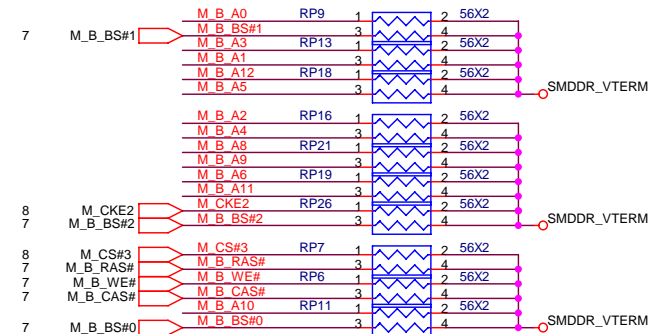 M_B_A0 RP9 1 2 56X2
7 M_B_BS#1 M_B_BS#1 3 4
M_B_A3 RP13 1 2 56X2
M_B_A1 3 4
M_B_A12 RP18 1 2 56X2
M_B_A5 3 4 SMDDR_VTERM
M_B_A2 RP16 1 2 56X2
M_B_A4 3 4
M_B_A8 RP21 1 2 56X2
M_B_A9 3 4
M_B_A6 RP19 1 2 56X2
M_B_A11 3 4
8 M_CKE2 M_CKE2 RP26 1 2 56X2
7 M_B_BS#2 M_B_BS#2 3 4 SMDDR_VTERM
8 M_CS#3 M_CS#3 RP7 1 2 56X2
7 M_B_RAS# M_B_RAS# 3 4
7 M_B_WE# M_B_WE# RP6 1 2 56X2
7 M_B_CAS# M_B_CAS# 3 4
M_B_A10 RP11 1 2 56X2
7 M_B_BS#0 M_B_BS#0 3 4 SMDDR_VTERM